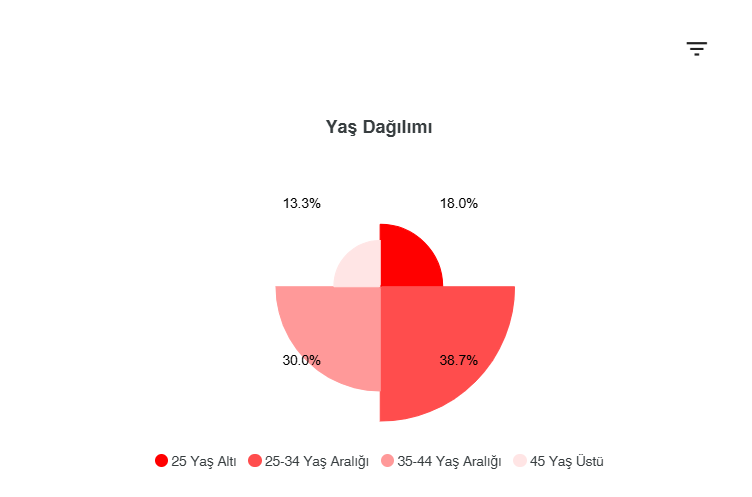 Yaş Dağılımı
13.3%
18.0%
30.0%
38.7%
25 Yaş Altı
25-34 Yaş Aralığı
35-44 Yaş Aralığı
45 Yaş Üstü